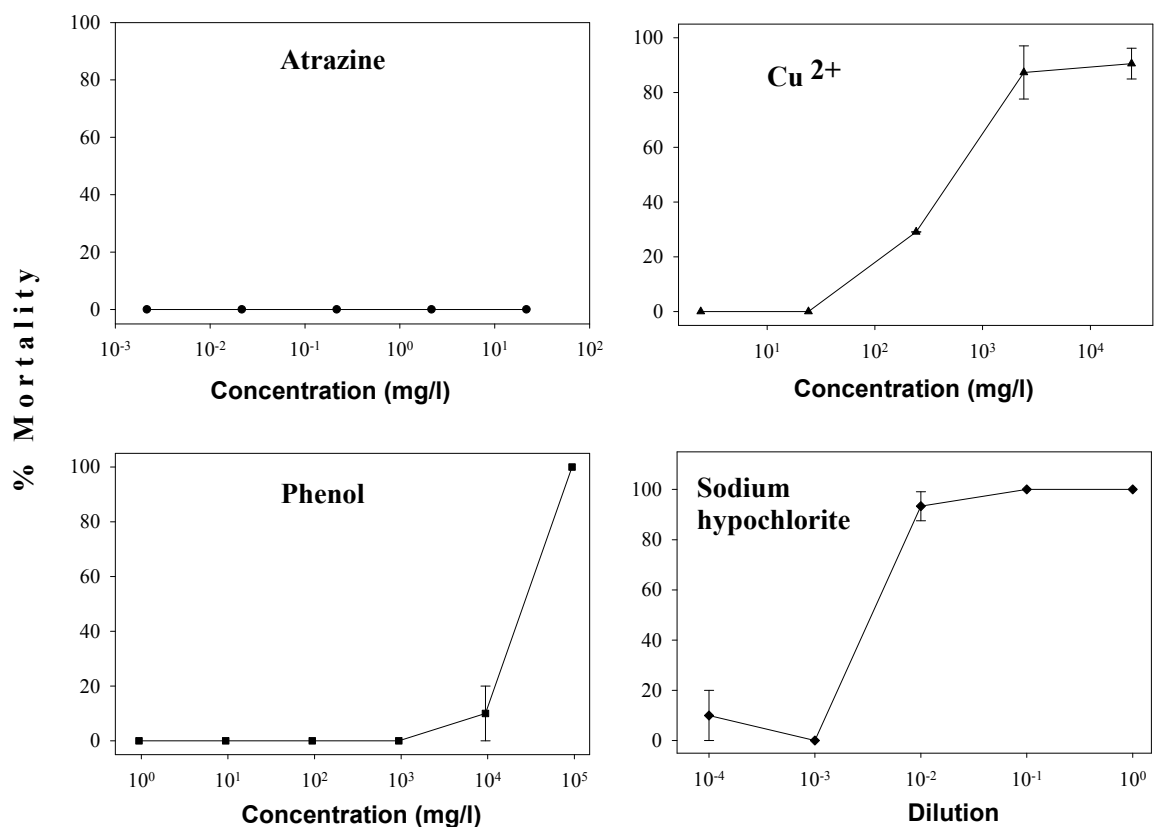 % Mortality
Atrazine
100
80
60
40
20
0
10⁻³ 10⁻² 10⁻¹ 10⁰ 10¹ 10²
Concentration (mg/l)
Cu 2+
100
80
60
40
20
0
10¹ 10² 10³ 10⁴
Concentration (mg/l)
Phenol
100
80
60
40
20
0
10⁰ 10¹ 10² 10³ 10⁴ 10⁵
Concentration (mg/l)
Sodium
hypochlorite
100
80
60
40
20
0
10⁻⁴ 10⁻³ 10⁻² 10⁻¹ 10⁰
Dilution